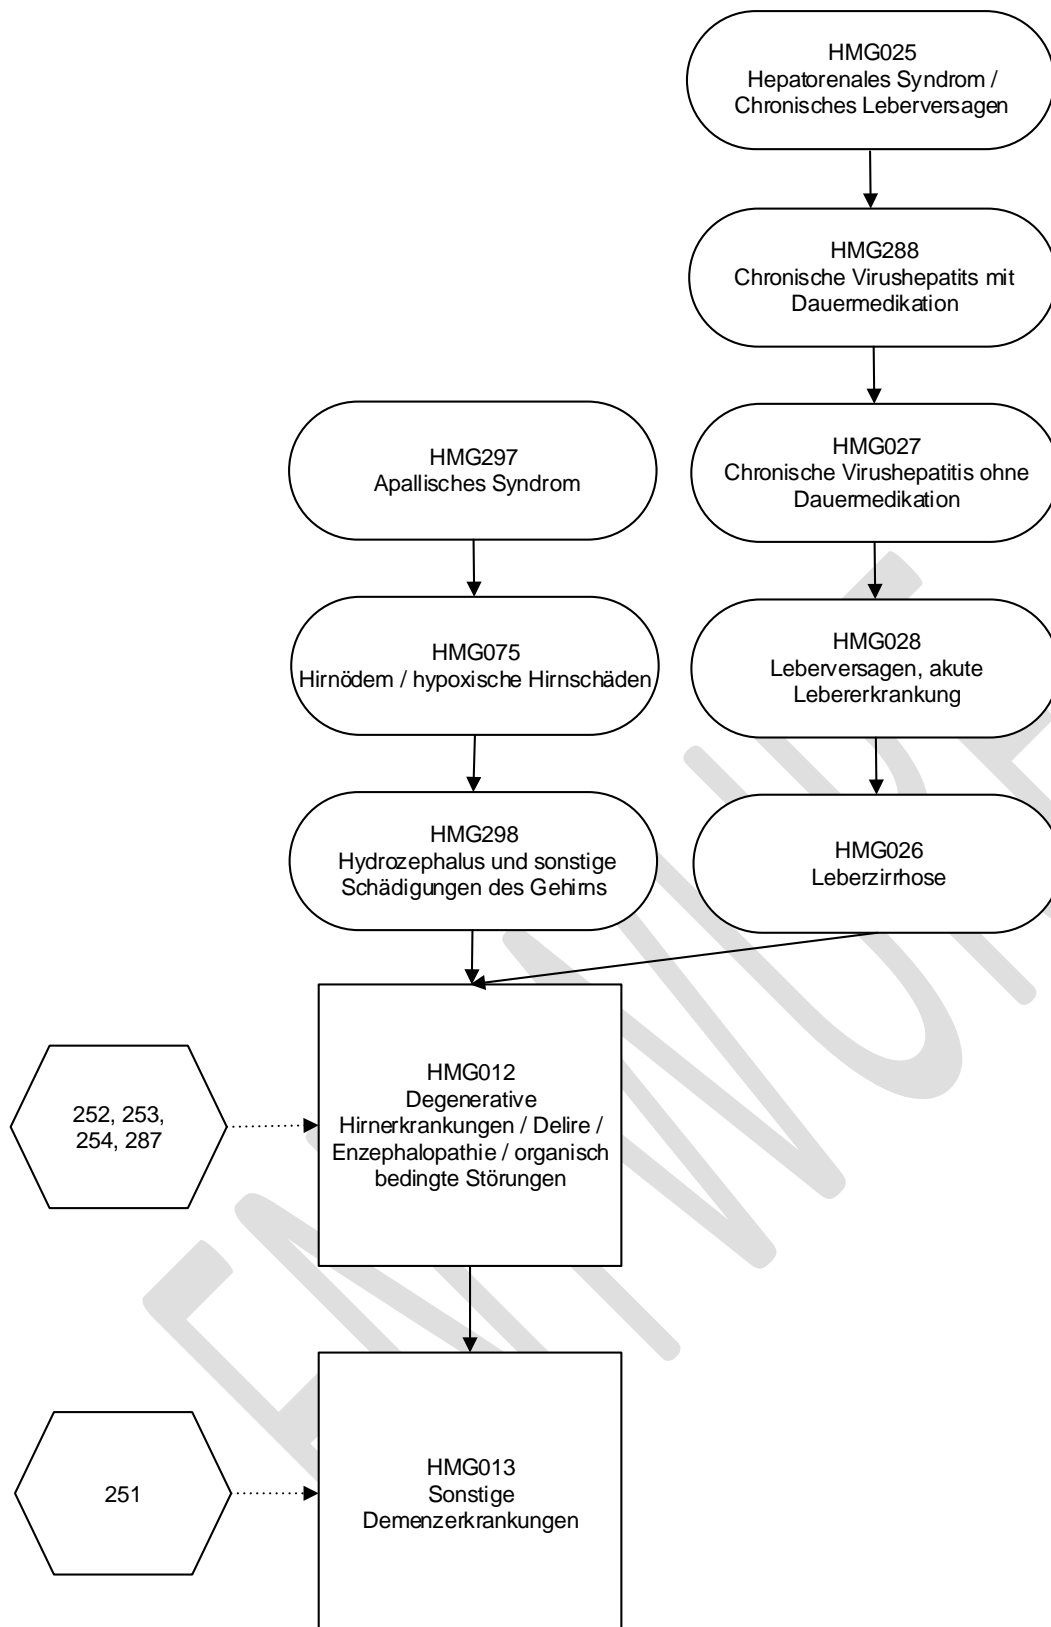 HMG025
Hepatorenales Syndrom /
Chronisches Leberversagen
HMG288
Chronische Virushepatits mit
Dauermedikation
HMG297
Apallisches Syndrom
HMG027
Chronische Virushepatitis ohne
Dauermedikation
HMG075
Hirnödem / hypoxische Hirnschäden
HMG028
Leberversagen, akute
Lebererkrankung
HMG298
Hydrozephalus und sonstige
Schädigungen des Gehirns
HMG026
Leberzirrhose
252, 253,
254, 287
HMG012
Degenerative
Hirnerkrankungen / Delire /
Enzephalopathie / organisch
bedingte Störungen
251
HMG013
Sonstige
Demenzerkrankungen
ENTWURF